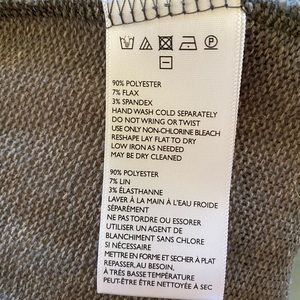 90% POLYESTER
7% FLAX
3% SPANDEX
HAND WASH COLD SEPARATELY
DO NOT WRING OR TWIST
USE ONLY NON-CHLORINE BLEACH
RESHAPE LAY FLAT TO DRY
LOW IRON AS NEEDED
MAY BE DRY CLEANED
90% POLYESTER
7% LIN
3% ÉLASTHANNE
LAVER À LA MAIN À L'EAU FROIDE
SÉPARÉMENT
NE PAS TORDRE OU ESSORER
UTILISER UN AGENT DE
BLANCHIMENT SANS CHLORE
SI NÉCESSAIRE
METTRE EN FORME ET SECHER À PLAT
REPASSER, AU BESOIN,
À TRÈS BASSE TEMPÉRATURE
PEUT-ÊTRE NETTOYÉE À SEC